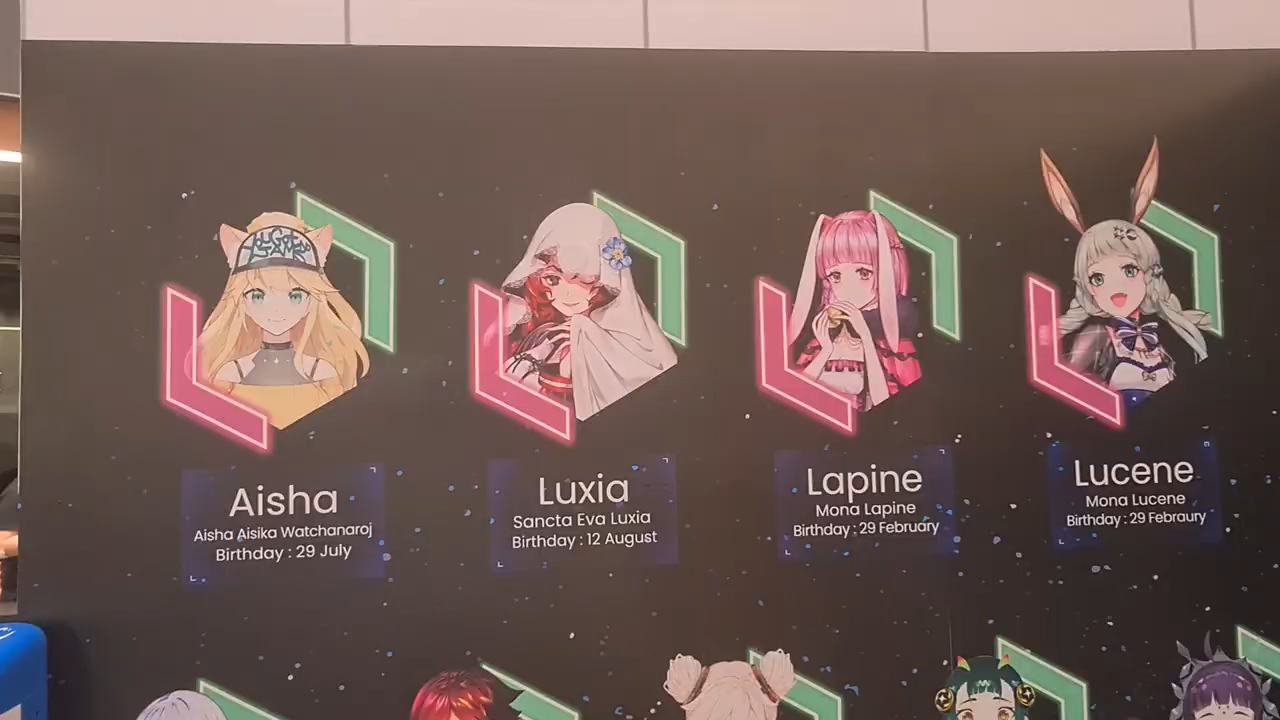 Aisha
Aisha Aisika Watchanaroj
Birthday : 29 July
Luxia
Sancta Eva Luxia
Birthday : 12 August
Lapine
Mona Lapine
Birthday : 29 February
Lucene
Mona Lucene
Birthday : 29 Febraury